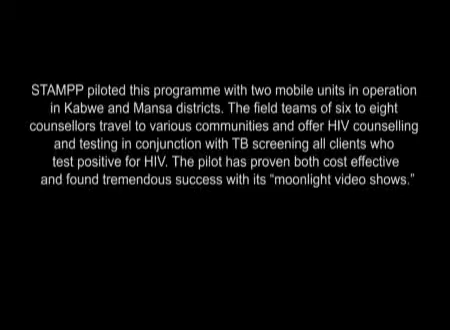 STAMPP piloted this programme with two mobile units in operation
in Kabwe and Mansa districts. The field teams of six to eight
counsellors travel to various communities and offer HIV counselling
and testing in conjunction with TB screening all clients who
test positive for HIV. The pilot has proven both cost effective
and found tremendous success with its “moonlight video shows.”